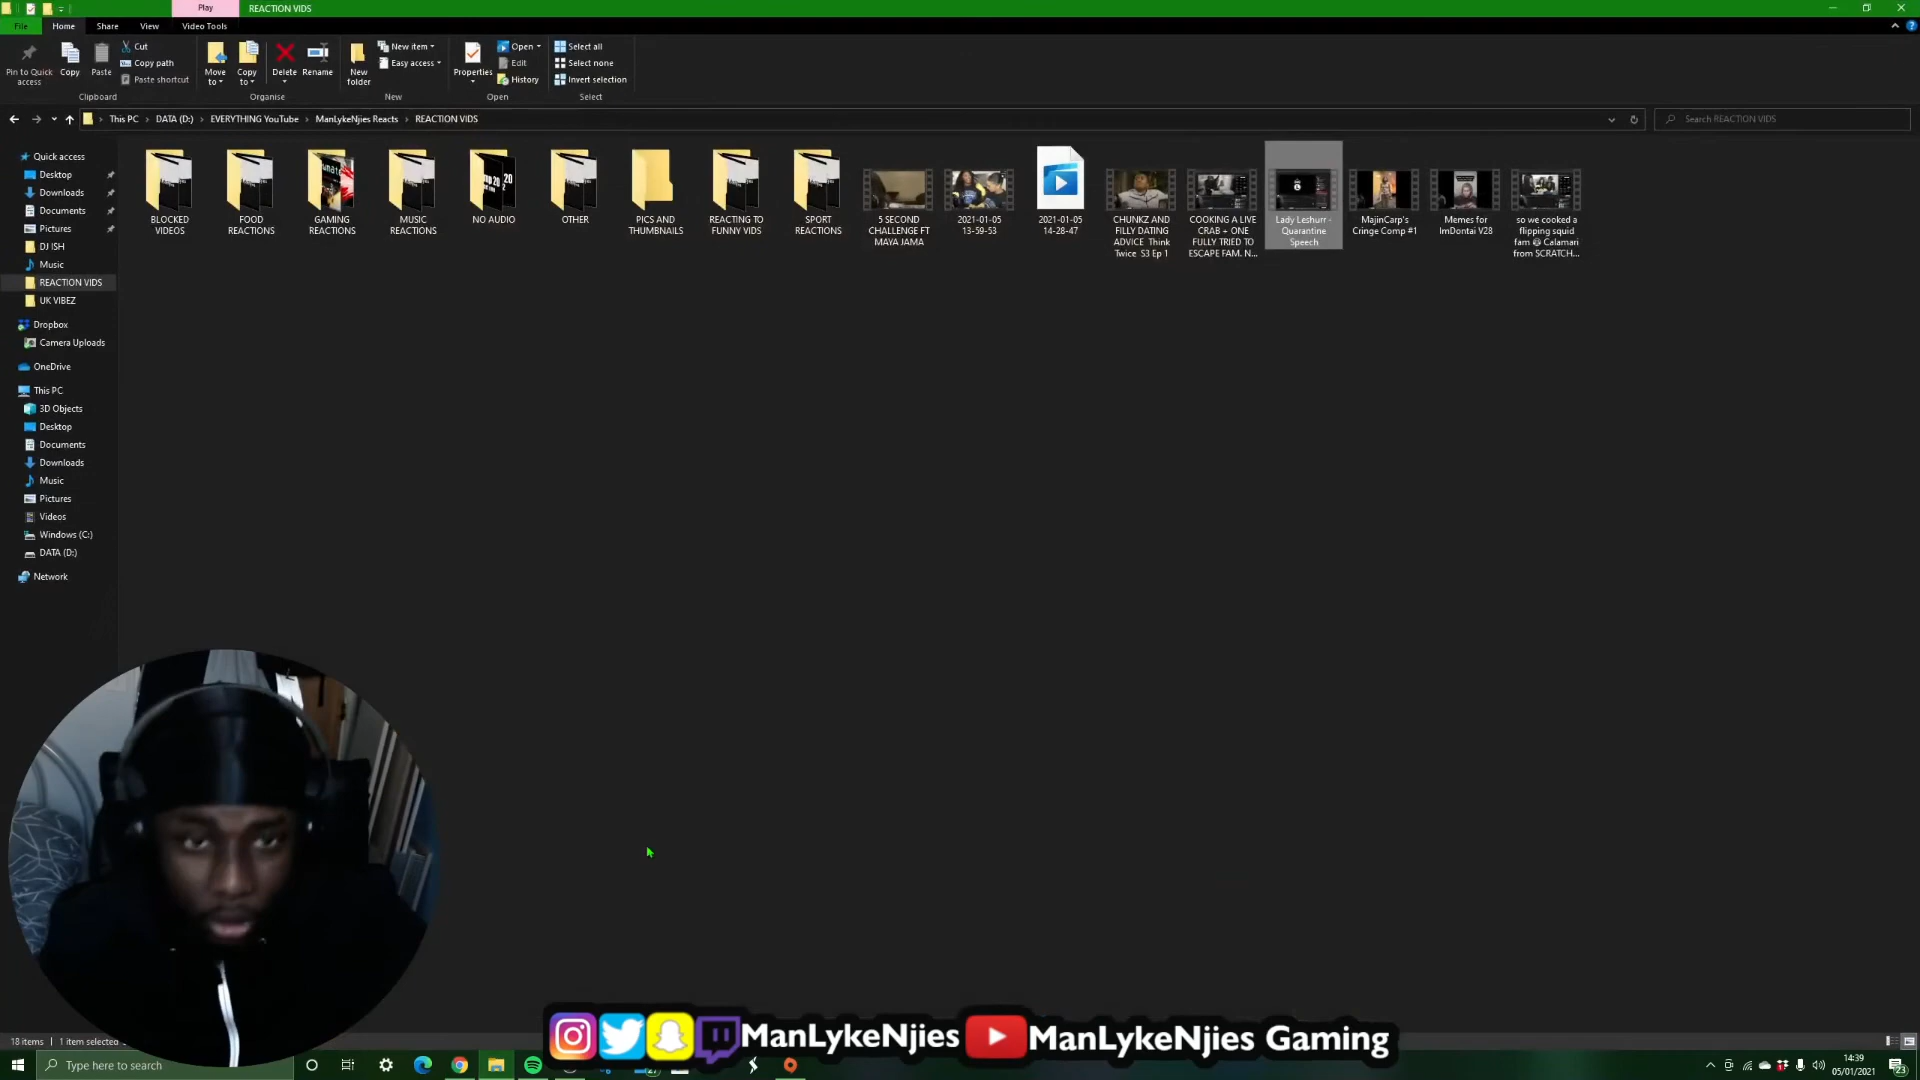 Play
REACTION VIDS
File
Home
Share
View
Video Tools
Pin to Quick
access
Copy
Paste
Cut
Copy path
Paste shortcut
Clipboard
Move
to
Copy
to
Delete
Rename
Organise
New
folder
New item
Easy access
New
Properties
Open
Edit
History
Open
Select all
Select none
Invert selection
Select
This PC
DATA (D:)
EVERYTHING YouTube
ManLykeNjies Reacts
REACTION VIDS
Search REACTION VIDS
Quick access
Desktop
Downloads
Documents
Pictures
DJ ISH
Music
REACTION VIDS
UK VIBEZ
Dropbox
Camera Uploads
OneDrive
This PC
3D Objects
Desktop
Documents
Downloads
Music
Pictures
Videos
Windows (C:)
DATA (D:)
Network
BLOCKED
VIDEOS
FOOD
REACTIONS
GAMING
REACTIONS
MUSIC
REACTIONS
NO AUDIO
OTHER
PICS AND
THUMBNAILS
REACTING TO
FUNNY VIDS
SPORT
REACTIONS
5 SECOND
CHALLENGE FT
MAYA JAMA
2021-01-05
13-59-53
2021-01-05
14-28-47
CHUNKZ AND
FILLY DATING
ADVICE Think
Twice S3 Ep 1
COOKING A LIVE
CRAB + ONE
FULLY TRIED TO
ESCAPE FAM. N...
Lady Leshurr -
Quarantine
Speech
MajinCarp's
Cringe Comp #1
Memes for
ImDontai V28
so we cooked a
flipping squid
fam 😂 Calamari
from SCRATCH...
ManLykeNjies
ManLykeNjies Gaming
18 items
1 item selected
Type here to search
14:39
05/01/2021
23